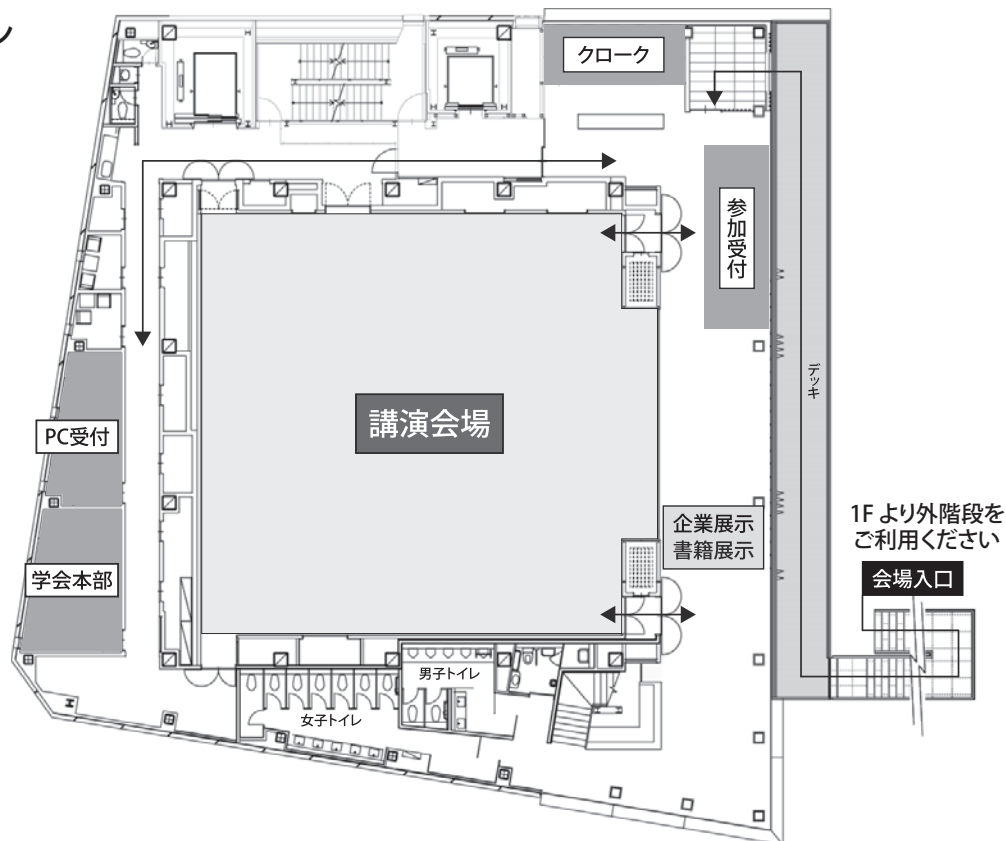 クローク
参加受付
デッキ
講演会場
PC受付
学会本部
企業展示
書籍展示
1F より外階段を
ご利用ください
会場入口
男子トイレ
女子トイレ